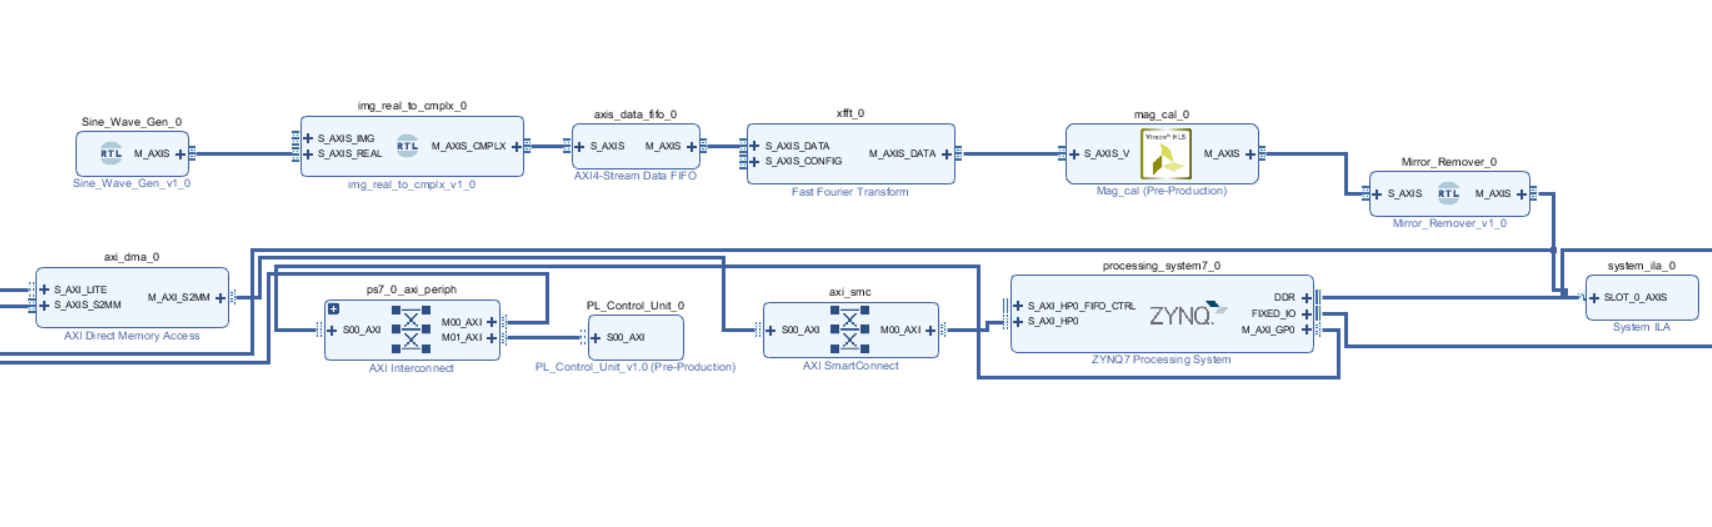 Sine_Wave_Gen_0
RTL M_AXIS
Sine_Wave_Gen_v1_0
img_real_to_cmplx_0
S_AXIS_IMG
S_AXIS_REAL RTL M_AXIS_CMPLX
img_real_to_cmplx_v1_0
axis_data_fifo_0
S_AXIS M_AXIS
AXI4-Stream Data FIFO
xfft_0
S_AXIS_DATA
S_AXIS_CONFIG M_AXIS_DATA
Fast Fourier Transform
mag_cal_0
Vivado™ HLS
S_AXIS_V M_AXIS
Mag_cal (Pre-Production)
Mirror_Remover_0
S_AXIS RTL M_AXIS
Mirror_Remover_v1_0
axi_dma_0
S_AXI_LITE
S_AXIS_S2MM M_AXI_S2MM
AXI Direct Memory Access
ps7_0_axi_periph
S00_AXI
M00_AXI
M01_AXI
AXI Interconnect
PL_Control_Unit_0
S00_AXI
PL_Control_Unit_v1.0 (Pre-Production)
axi_smc
S00_AXI M00_AXI
AXI SmartConnect
processing_system7_0
S_AXI_HP0_FIFO_CTRL
S_AXI_HP0
ZYNQ.
DDR
FIXED_IO
M_AXI_GP0
ZYNQ7 Processing System
system_ila_0
SLOT_0_AXIS
System ILA